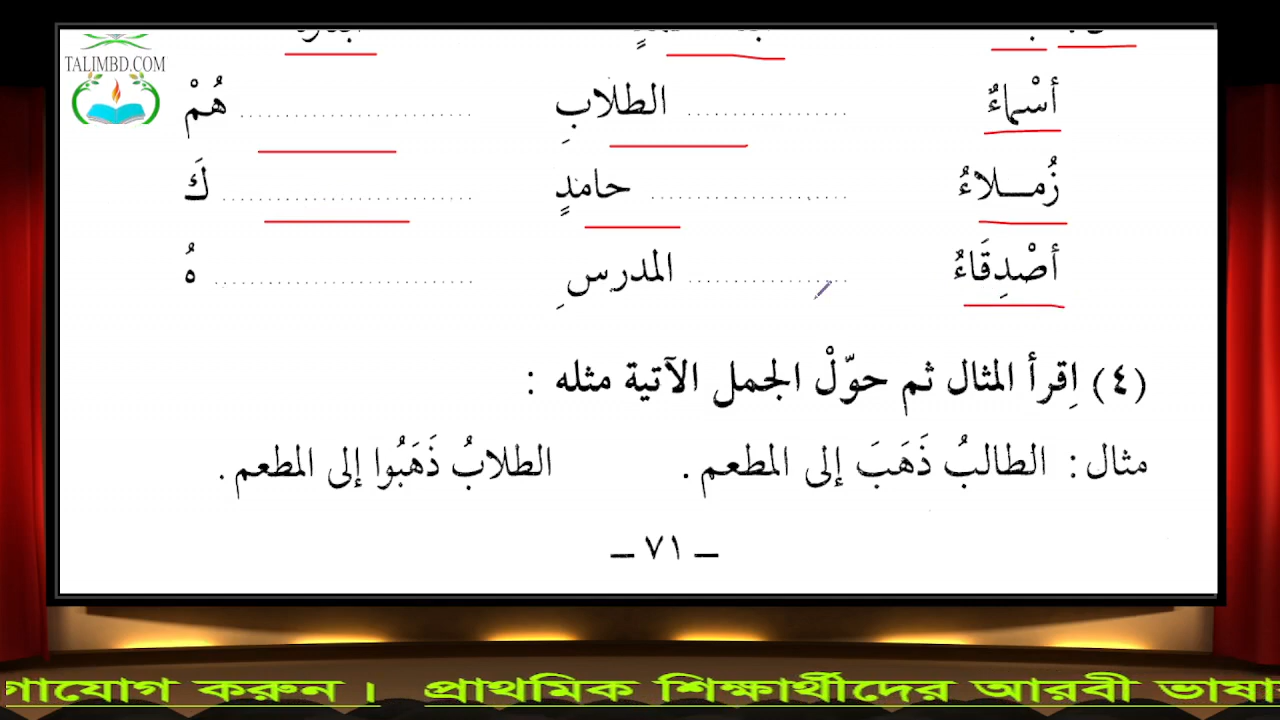 TALIMBD.COM
أسْماءٌ ........................ الطلابِ ........................ هُمْ
زُمـــلاءُ ........................ حامدٍ ........................ كَ
أصْدِقَاءُ ........................ المدرسِ ........................ هُ
(٤) اِقرأ المثال ثم حوّلْ الجمل الآتية مثله :
مثال : الطالبُ ذَهَبَ إلى المطعم . الطلابُ ذَهَبُوا إلى المطعم .
– ٧١ –
গাযোগ করুন । প্রাথমিক শিক্ষার্থীদের আরবী ভাষা